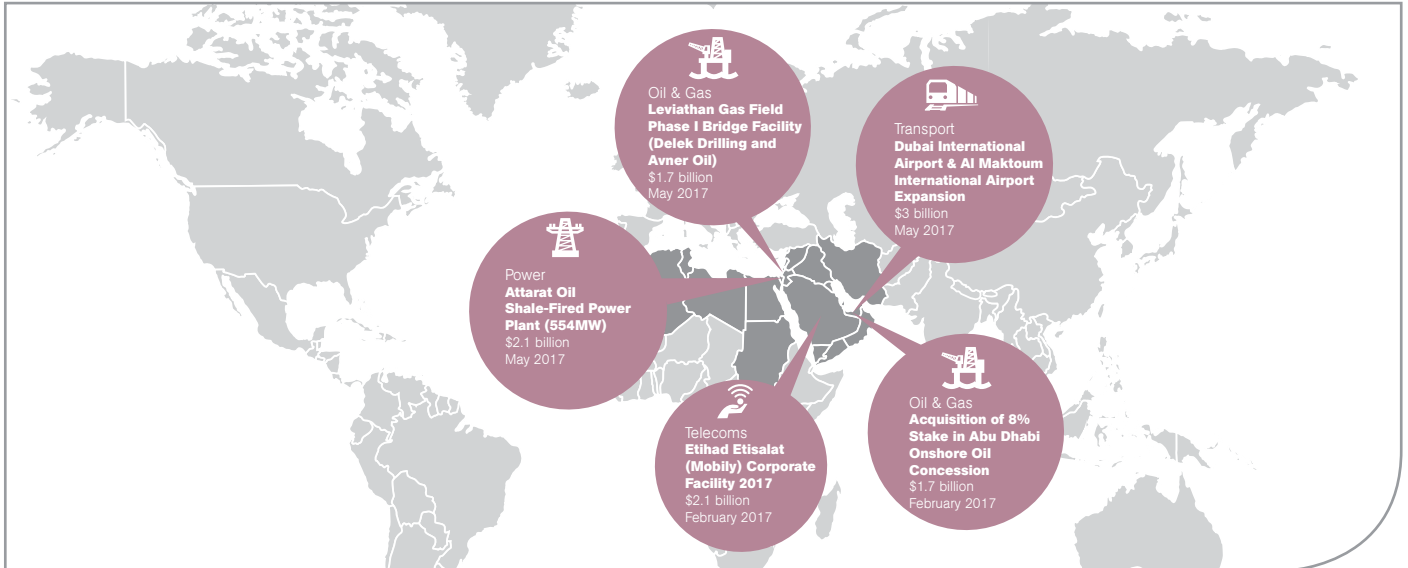 Oil & Gas
Leviathan Gas Field
Phase I Bridge Facility
(Delek Drilling and
Avner Oil)
$1.7 billion
May 2017
Transport
Dubai International
Airport & Al Maktoum
International Airport
Expansion
$3 billion
May 2017
Power
Attarat Oil
Shale-Fired Power
Plant (554MW)
$2.1 billion
May 2017
Telecoms
Etihad Etisalat
(Mobily) Corporate
Facility 2017
$2.1 billion
February 2017
Oil & Gas
Acquisition of 8%
Stake in Abu Dhabi
Onshore Oil
Concession
$1.7 billion
February 2017